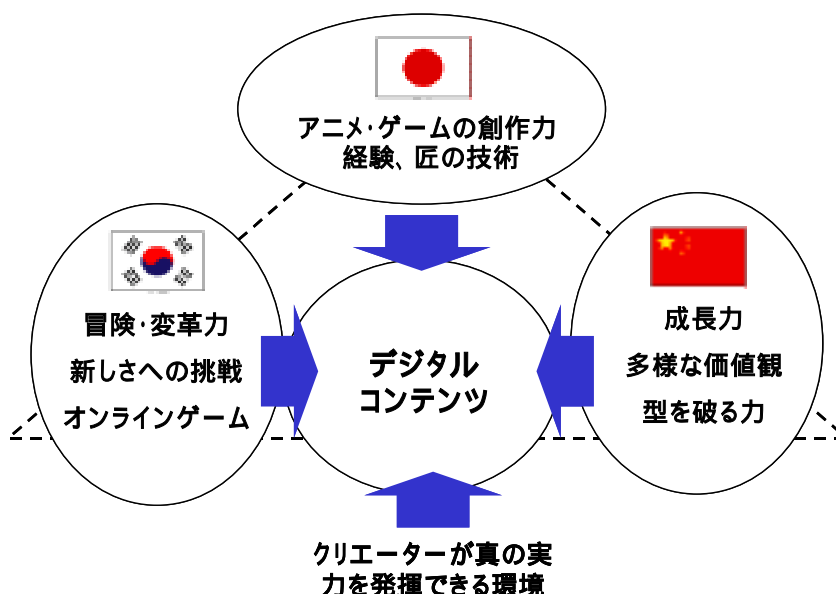 アニメ・ゲームの創作力
経験、匠の技術
冒険・変革力
新しさへの挑戦
オンラインゲーム
デジタル
コンテンツ
成長力
多様な価値観
型を破る力
クリエーターが真の実
力を発揮できる環境